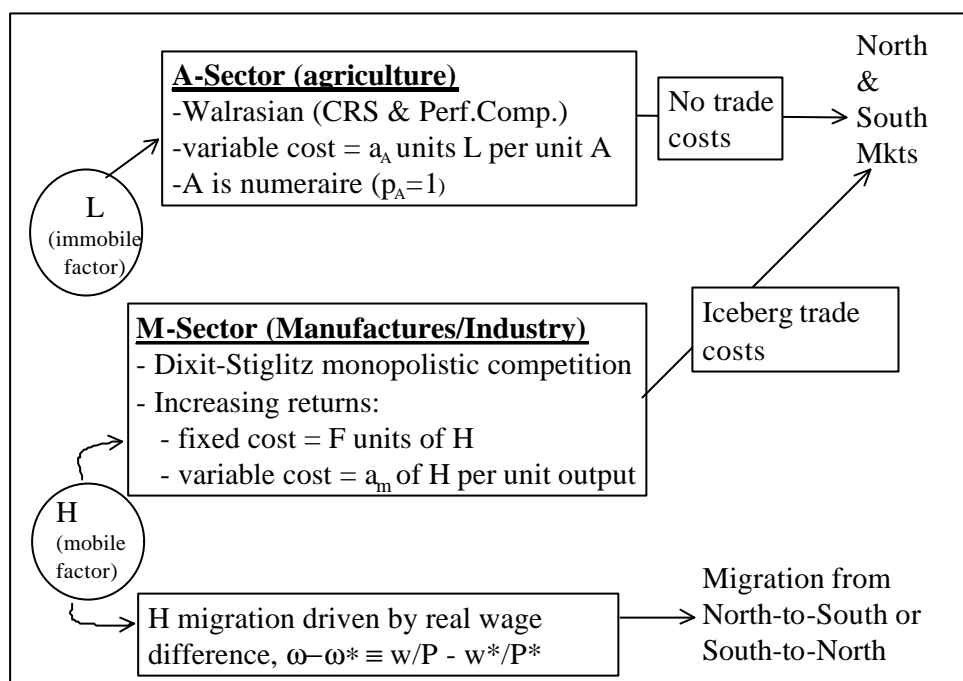 A-Sector (agriculture)
-Walrasian (CRS & Perf.Comp.)
-variable cost = aA units L per unit A
-A is numeraire (pA=1)
No trade
costs
North
&
South
Mkts
L
(immobile
factor)
M-Sector (Manufactures/Industry)
- Dixit-Stiglitz monopolistic competition
- Increasing returns:
- fixed cost = F units of H
- variable cost = am of H per unit output
Iceberg trade
costs
H
(mobile
factor)
H migration driven by real wage
difference, ω−ω* ≡ w/P - w*/P*
Migration from
North-to-South or
South-to-North